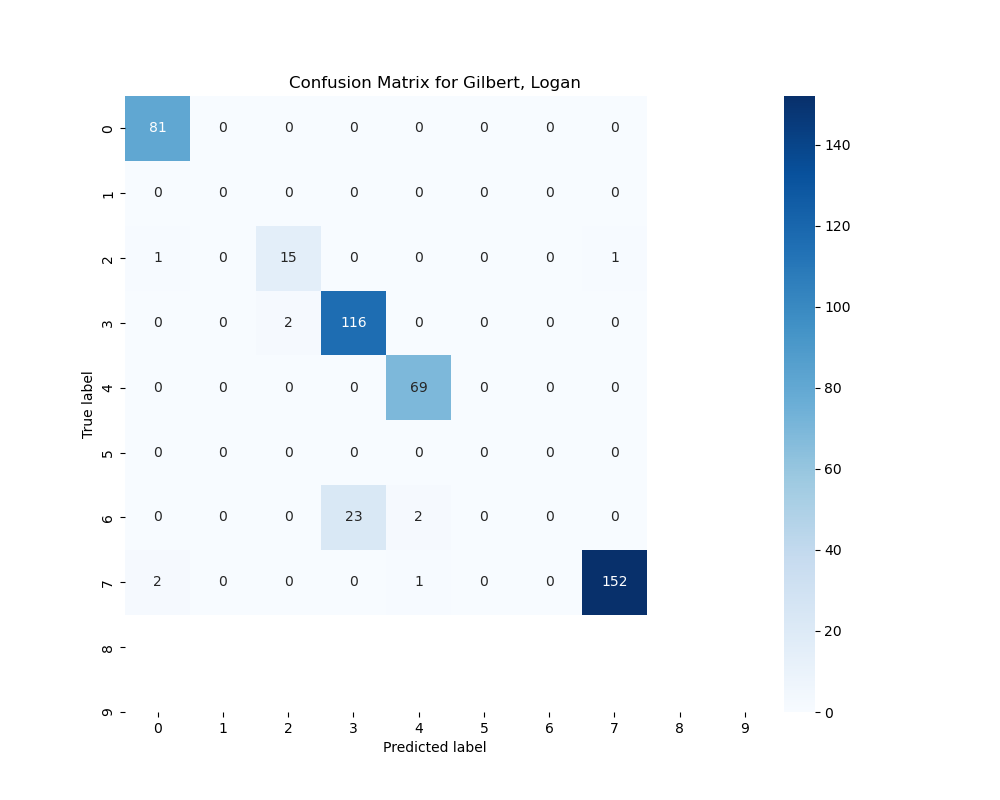 Confusion Matrix for Gilbert, Logan
0 81 0 0 0 0 0 0 0
1 0 0 0 0 0 0 0 0
2 1 0 15 0 0 0 0 1
3 0 0 2 116 0 0 0 0
4 0 0 0 0 69 0 0 0
5 0 0 0 0 0 0 0 0
6 0 0 0 23 2 0 0 0
7 2 0 0 0 1 0 0 152
8
9
0 1 2 3 4 5 6 7 8 9
Predicted label
True label
140
120
100
80
60
40
20
0